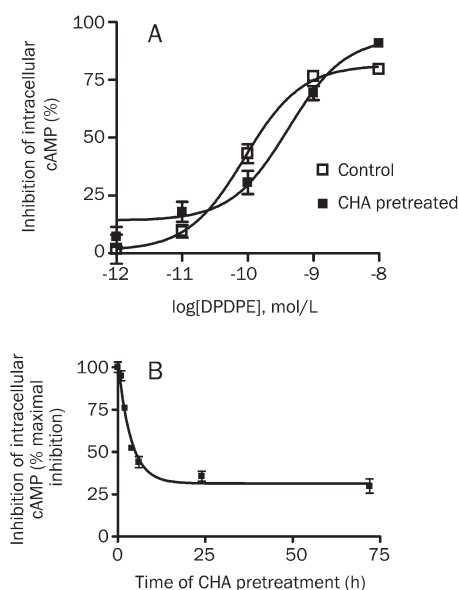 A
Inhibition of intracellular
cAMP (%)
100
75
50
25
0
-12 -11 -10 -9 -8
Control
CHA pretreated
log[DPDPE], mol/L
B
Inhibition of intracellular
cAMP (% maximal
inhibition)
100
75
50
25
0
0 25 50 75
Time of CHA pretreatment (h)